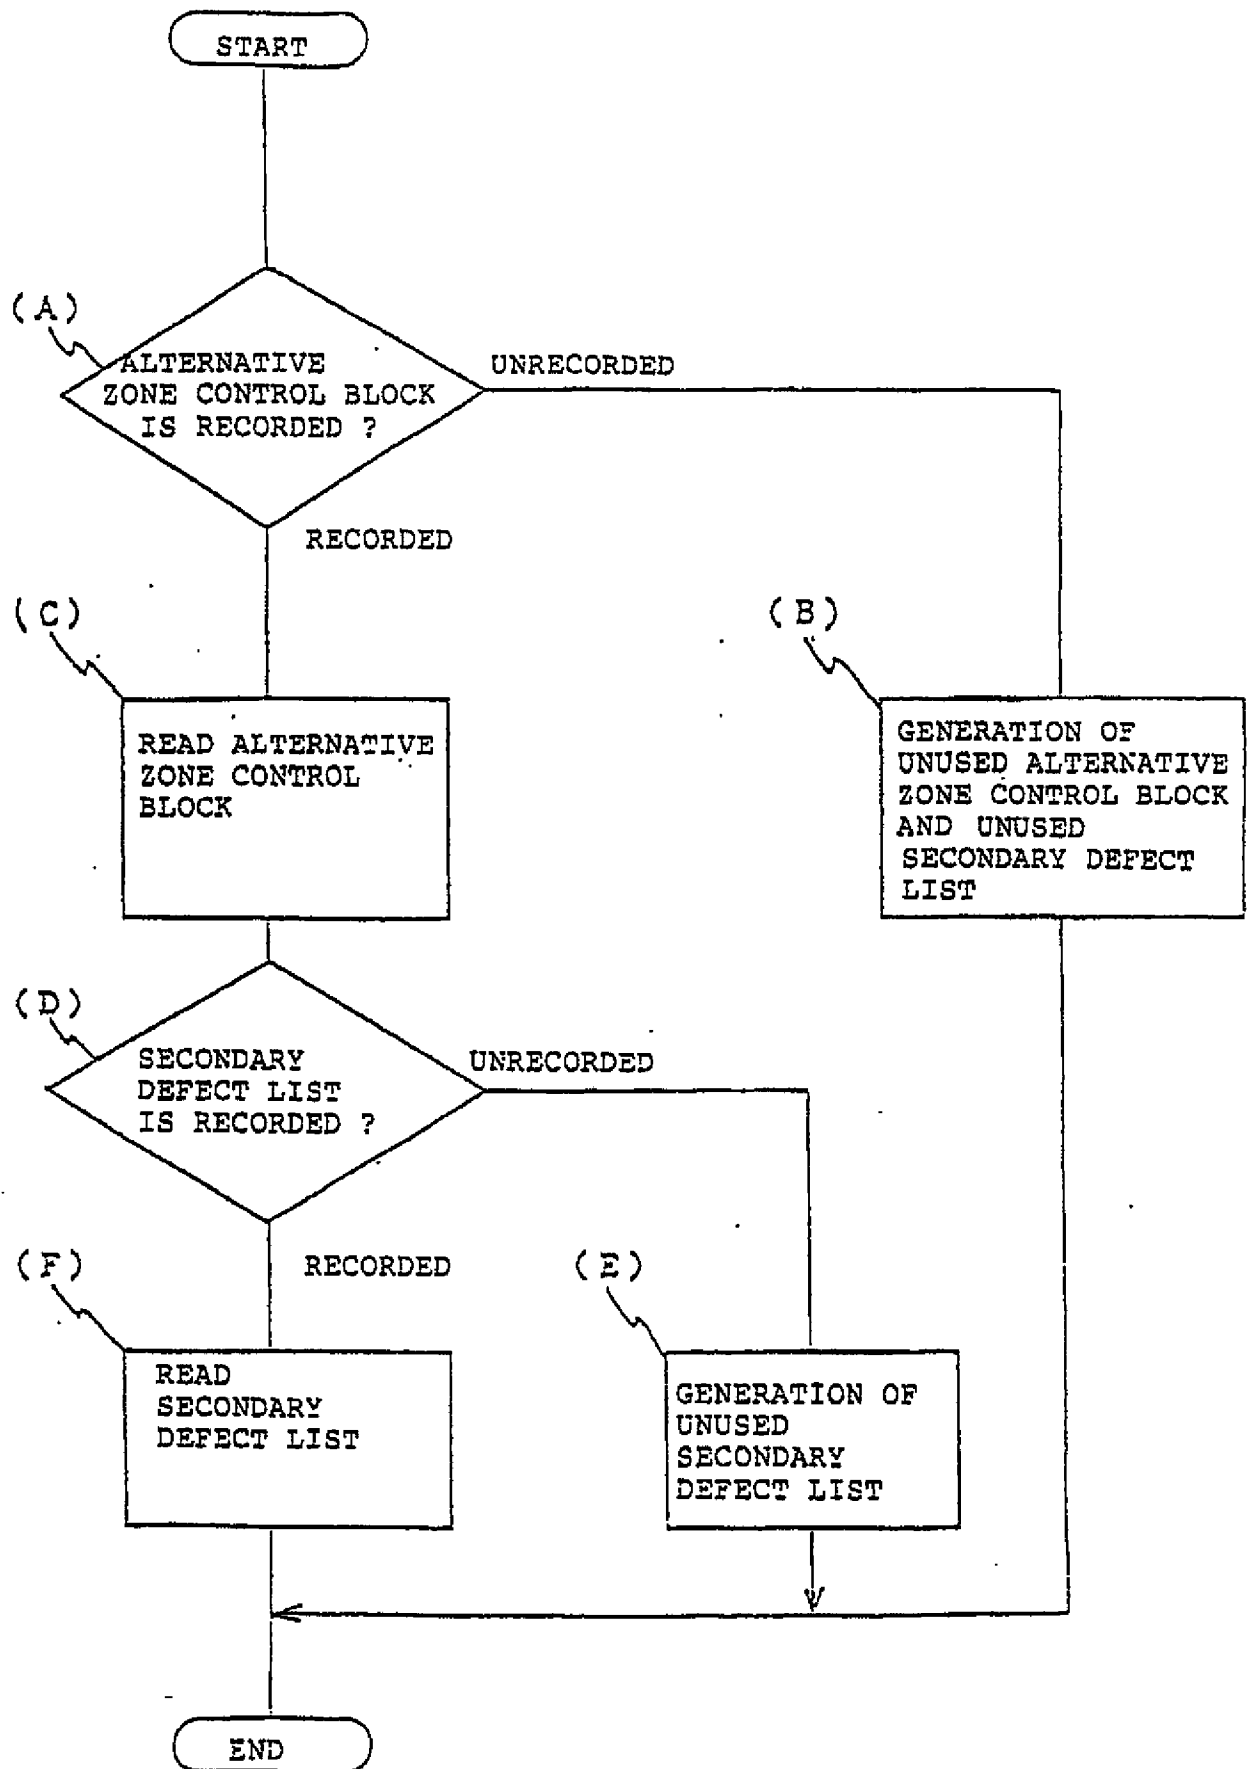 START
(A)
ALTERNATIVE
ZONE CONTROL BLOCK
IS RECORDED ?
UNRECORDED
RECORDED
(C)
READ ALTERNATIVE
ZONE CONTROL
BLOCK
(B)
GENERATION OF
UNUSED ALTERNATIVE
ZONE CONTROL BLOCK
AND UNUSED
SECONDARY DEFECT
LIST
(D)
SECONDARY
DEFECT LIST
IS RECORDED ?
UNRECORDED
RECORDED
(F)
READ
SECONDARY
DEFECT LIST
(E)
GENERATION OF
UNUSED
SECONDARY
DEFECT LIST
END